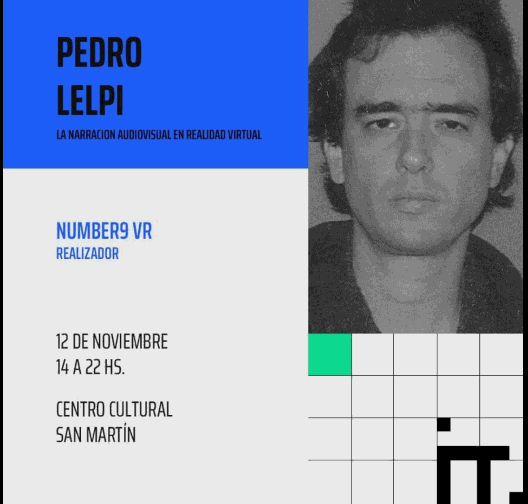 PEDRO
LELPI
LA NARRACION AUDIOVISUAL EN REALIDAD VIRTUAL
NUMBER9 VR
REALIZADOR
12 DE NOVIEMBRE
14 A 22 HS.
CENTRO CULTURAL
SAN MARTÍN
iT